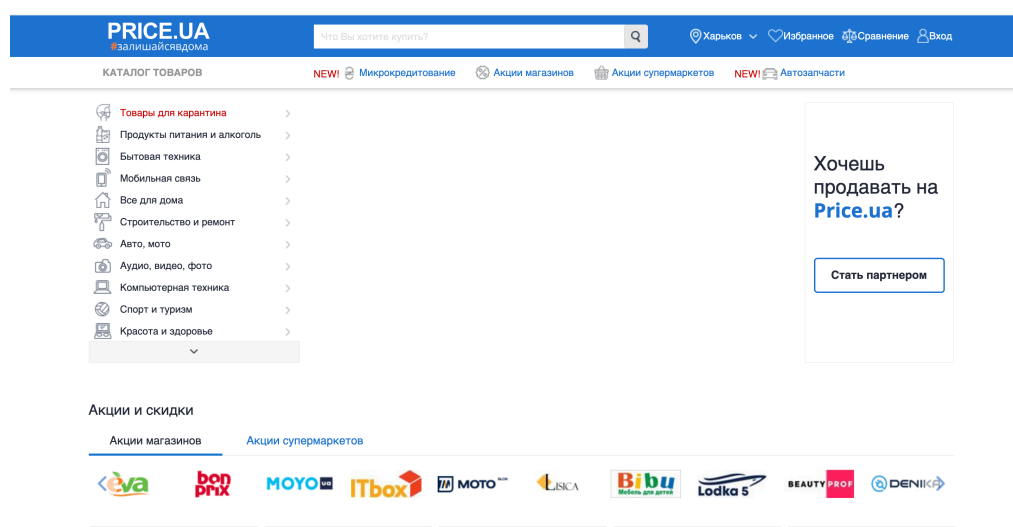 PRICE.UA
#залишайсявдома
Что Вы хотите купить?
Харьков
Избранное
Сравнение
Вход
КАТАЛОГ ТОВАРОВ
NEW! Микрокредитование
Акции магазинов
Акции супермаркетов
NEW! Автозапчасти
Товары для карантина
Продукты питания и алкоголь
Бытовая техника
Мобильная связь
Все для дома
Строительство и ремонт
Авто, мото
Аудио, видео, фото
Компьютерная техника
Спорт и туризм
Красота и здоровье
Хочешь
продавать на
Price.ua?
Стать партнером
Акции и скидки
Акции магазинов
Акции супермаркетов
èva
bon
prix
MOYO UA
ITbox
MOTO
LISICA
Bibu
Мебель для детей
Lodka 5
BEAUTY PROF
DENIKA